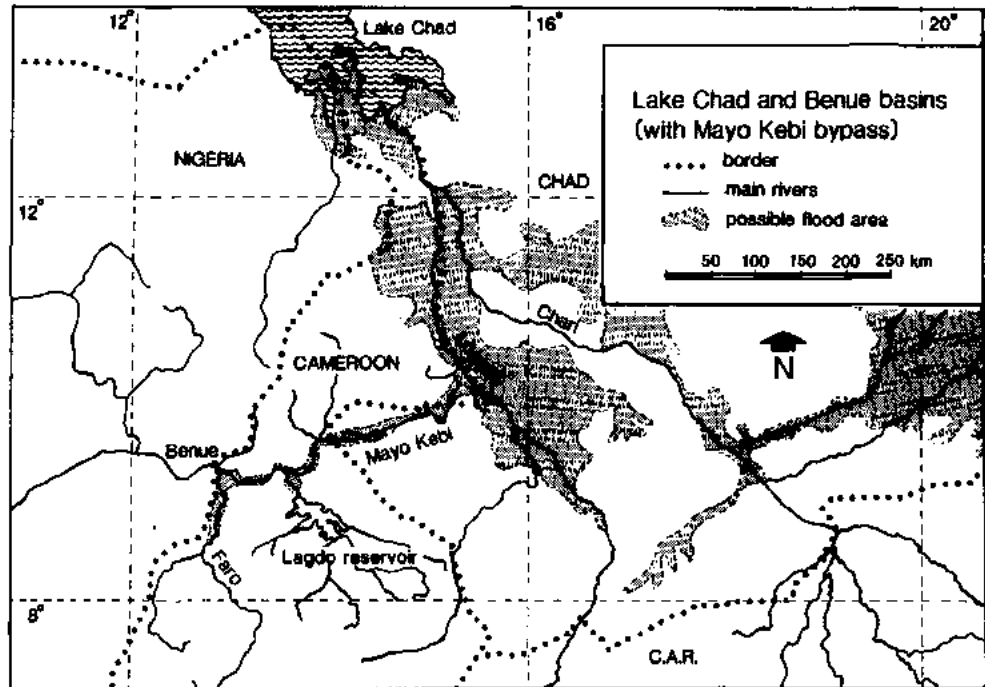 12°
16°
20°
Lake Chad
Lake Chad and Benue basins
(with Mayo Kebi bypass)
border
main rivers
possible flood area
50 100 150 200 250 km
NIGERIA
CHAD
12°
Chari
N
CAMEROON
Mayo Kebi
Benue
Faro
Lagdo reservoir
8°
C.A.R.